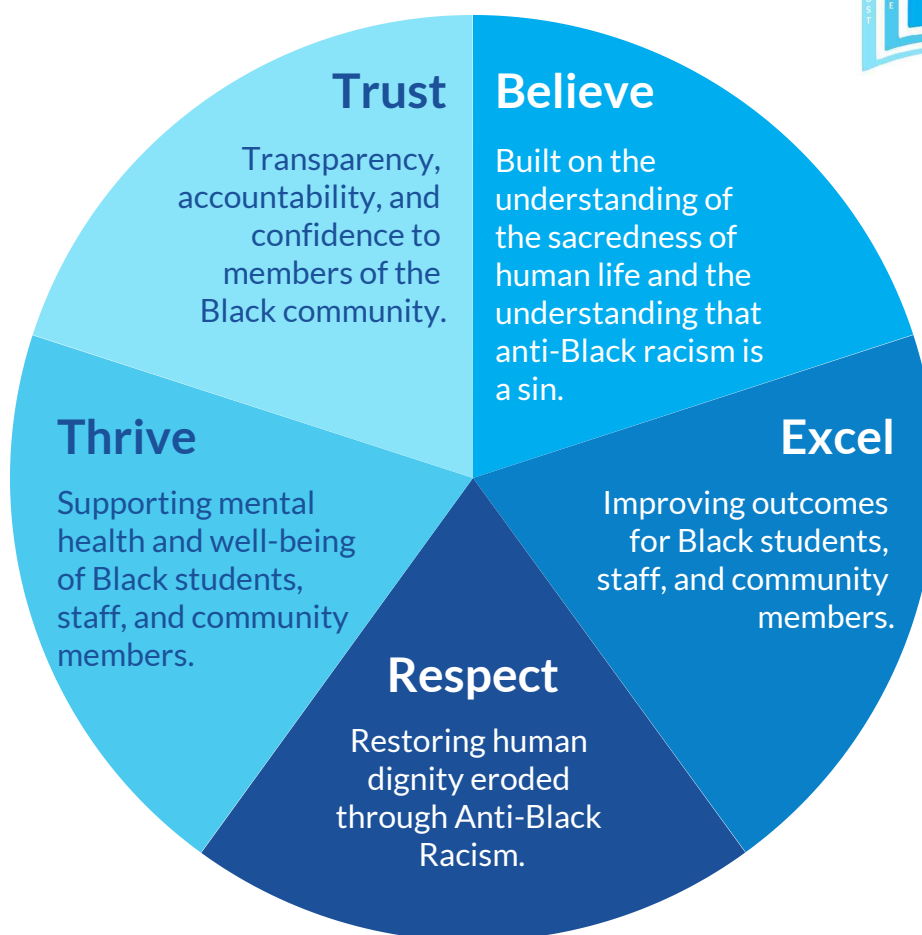 Trust
Transparency,
accountability, and
confidence to
members of the
Black community.
Believe
Built on the
understanding of
the sacredness of
human life and the
understanding that
anti-Black racism is
a sin.
Excel
Improving outcomes
for Black students,
staff, and community
members.
Respect
Restoring human
dignity eroded
through Anti-Black
Racism.
Thrive
Supporting mental
health and well-being
of Black students,
staff, and community
members.